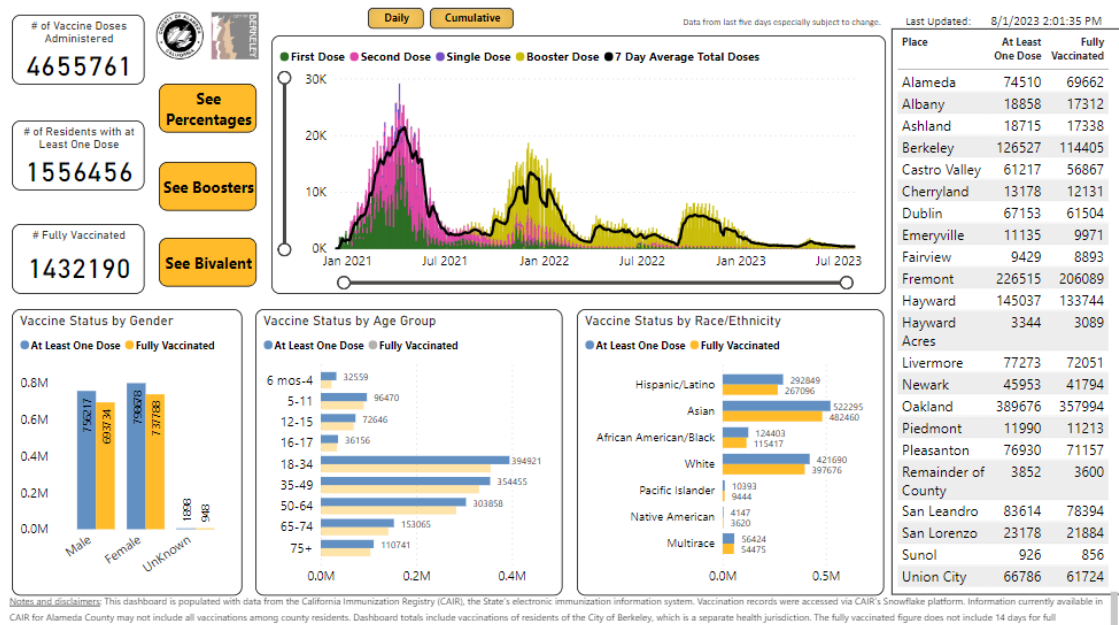 # of Vaccine Doses
Administered
4655761
# of Residents with at
Least One Dose
1556456
# Fully Vaccinated
1432190
COUNTY OF ALAMEDA
CALIFORNIA
BERKELEY
See
Percentages
See Boosters
See Bivalent
Daily
Cumulative
Data from last five days especially subject to change.
First Dose Second Dose Single Dose Booster Dose 7 Day Average Total Doses
30K
20K
10K
0K
Jan 2021 Jul 2021 Jan 2022 Jul 2022 Jan 2023 Jul 2023
Last Updated: 8/1/2023 2:01:35 PM
Place At Least One Dose Fully Vaccinated
Alameda 74510 69662
Albany 18858 17312
Ashland 18715 17338
Berkeley 126527 114405
Castro Valley 61217 56867
Cherryland 13178 12131
Dublin 67153 61504
Emeryville 11135 9971
Fairview 9429 8893
Fremont 226515 206089
Hayward 145037 133744
Hayward Acres 3344 3089
Livermore 77273 72051
Newark 45953 41794
Oakland 389676 357994
Piedmont 11990 11213
Pleasanton 76930 71157
Remainder of County 3852 3600
San Leandro 83614 78394
San Lorenzo 23178 21884
Sunol 926 856
Union City 66786 61724
Vaccine Status by Gender
At Least One Dose Fully Vaccinated
0.8M
0.6M
0.4M
0.2M
0.0M
756217 693734
798678 737788
1898 948
Male Female UnKnown
Vaccine Status by Age Group
At Least One Dose Fully Vaccinated
6 mos-4 32559
5-11 96470
12-15 72646
16-17 36156
18-34 394921
35-49 354455
50-64 303858
65-74 153065
75+ 110741
0.0M 0.2M 0.4M
Vaccine Status by Race/Ethnicity
At Least One Dose Fully Vaccinated
Hispanic/Latino 292849 267096
Asian 522295 482460
African American/Black 124403 115417
White 421690 397676
Pacific Islander 10393 9444
Native American 4147 3620
Multirace 56424 54475
0.0M 0.5M
Notes and disclaimers: This dashboard is populated with data from the California Immunization Registry (CAIR), the State's electronic immunization information system. Vaccination records were accessed via CAIR's Snowflake platform. Information currently available in
CAIR for Alameda County may not include all vaccinations among county residents. Dashboard totals include vaccinations of residents of the City of Berkeley, which is a separate health jurisdiction. The fully vaccinated figure does not include 14 days for full